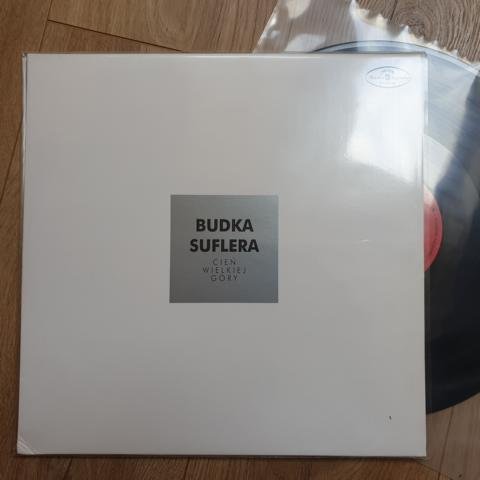 BUDKA
SUFLERA
CIEŃ
WIELKIEJ
GÓRY